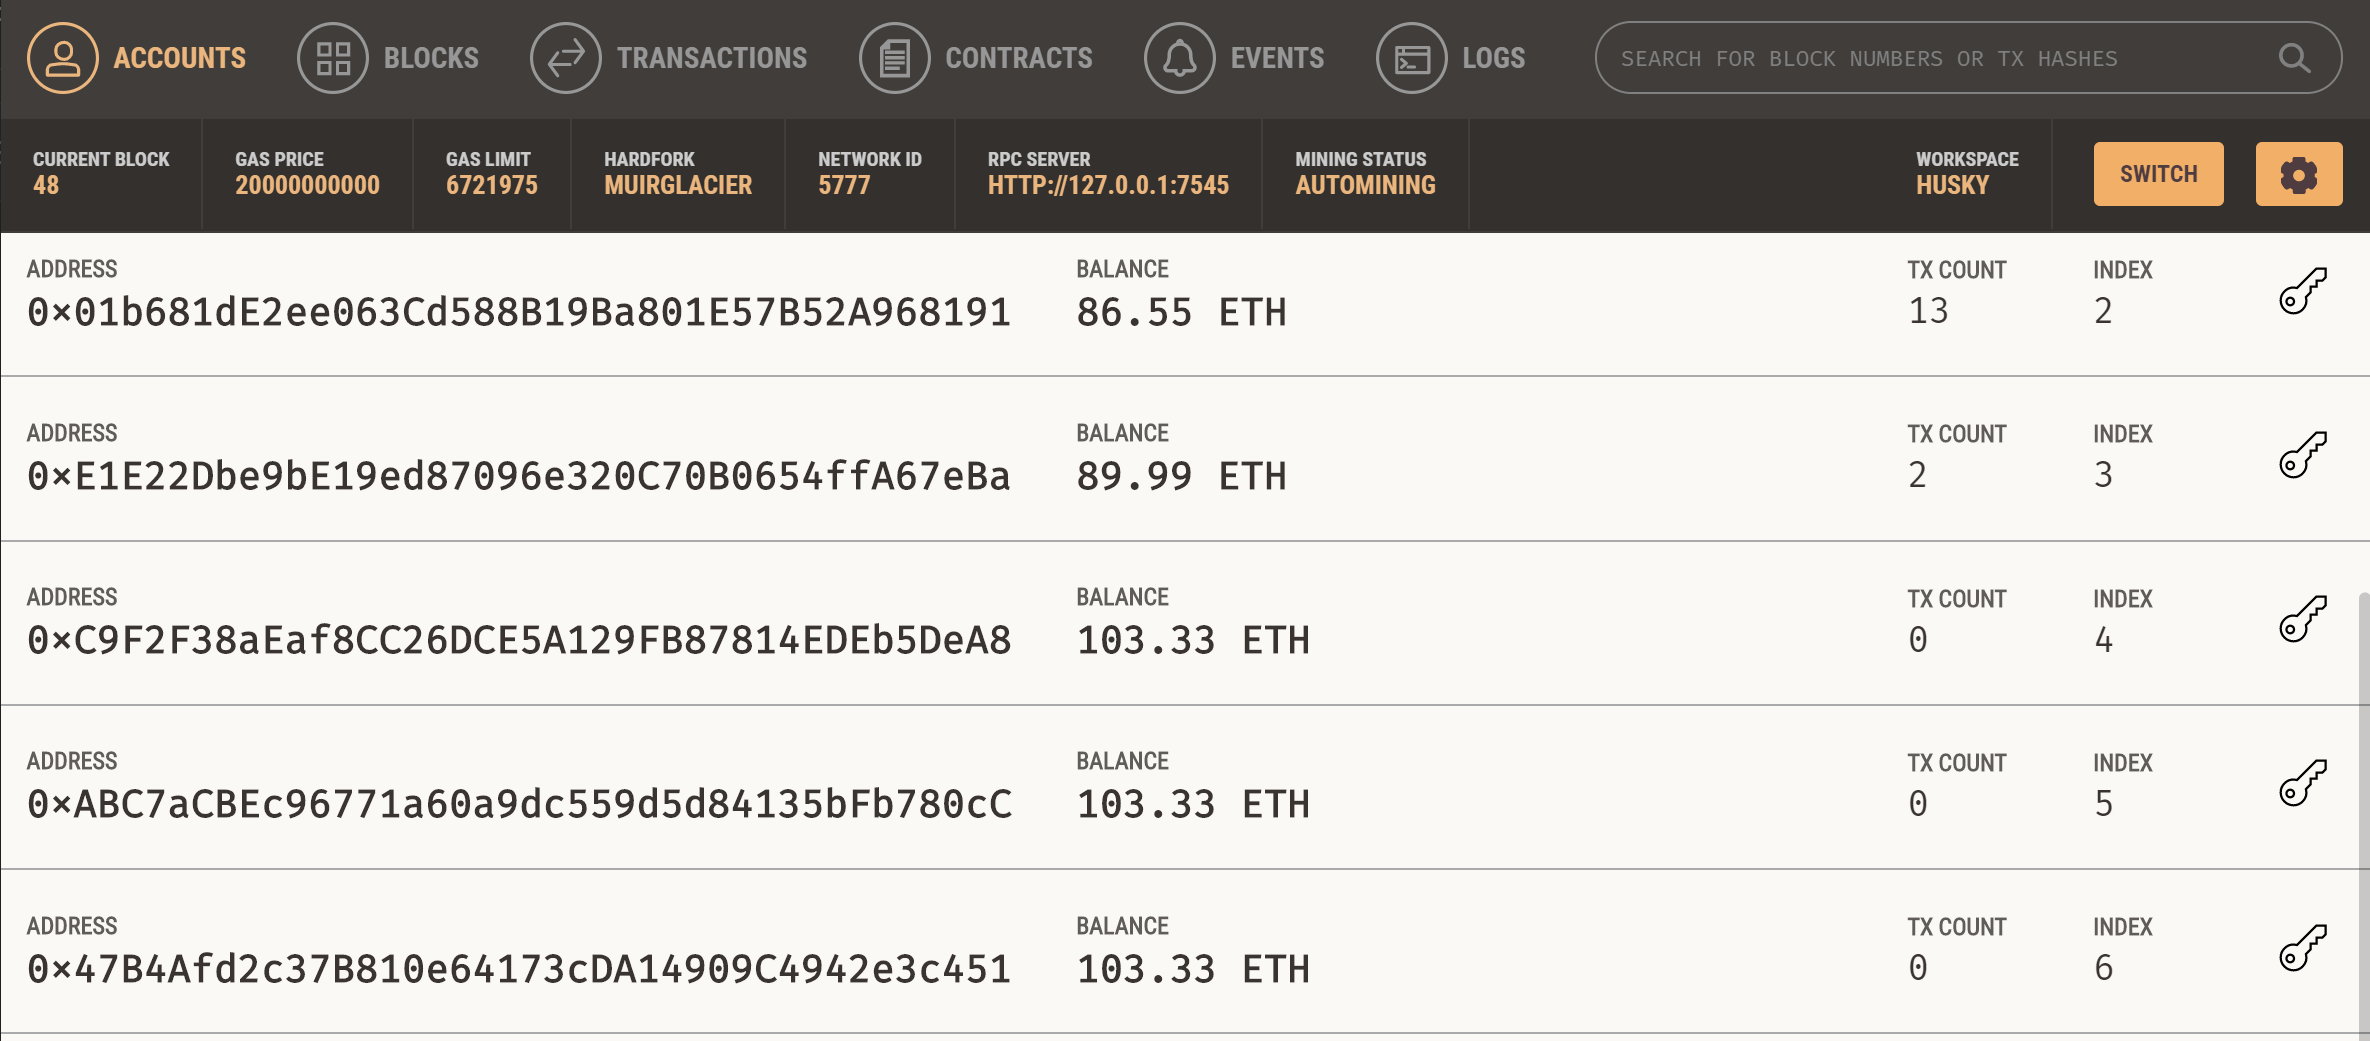 ACCOUNTS BLOCKS TRANSACTIONS CONTRACTS EVENTS LOGS SEARCH FOR BLOCK NUMBERS OR TX HASHES
CURRENT BLOCK GAS PRICE GAS LIMIT HARDFORK NETWORK ID RPC SERVER MINING STATUS WORKSPACE
48 20000000000 6721975 MUIRGLACIER 5777 HTTP://127.0.0.1:7545 AUTOMINING HUSKY SWITCH
ADDRESS BALANCE TX COUNT INDEX
0×01b681dE2ee063Cd588B19Ba801E57B52A968191 86.55 ETH 13 2
ADDRESS BALANCE TX COUNT INDEX
0×E1E22Dbe9bE19ed87096e320C70B0654ffA67eBa 89.99 ETH 2 3
ADDRESS BALANCE TX COUNT INDEX
0×C9F2F38aEaf8CC26DCE5A129FB87814EDEb5DeA8 103.33 ETH 0 4
ADDRESS BALANCE TX COUNT INDEX
0×ABC7aCBEc96771a60a9dc559d5d84135bFb780cC 103.33 ETH 0 5
ADDRESS BALANCE TX COUNT INDEX
0×47B4Afd2c37B810e64173cDA14909C4942e3c451 103.33 ETH 0 6